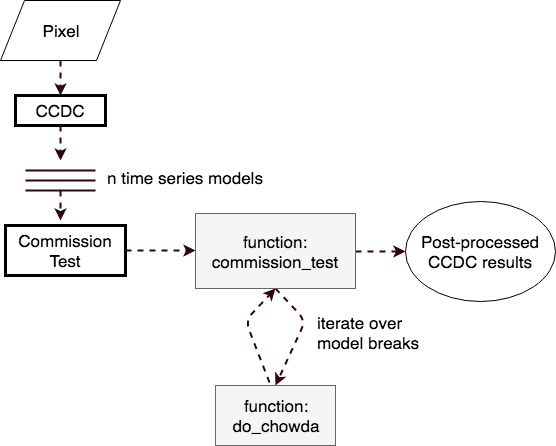 Pixel
CCDC
n time series models
Commission
Test
function:
commission_test
Post-processed
CCDC results
iterate over
model breaks
function:
do_chowda